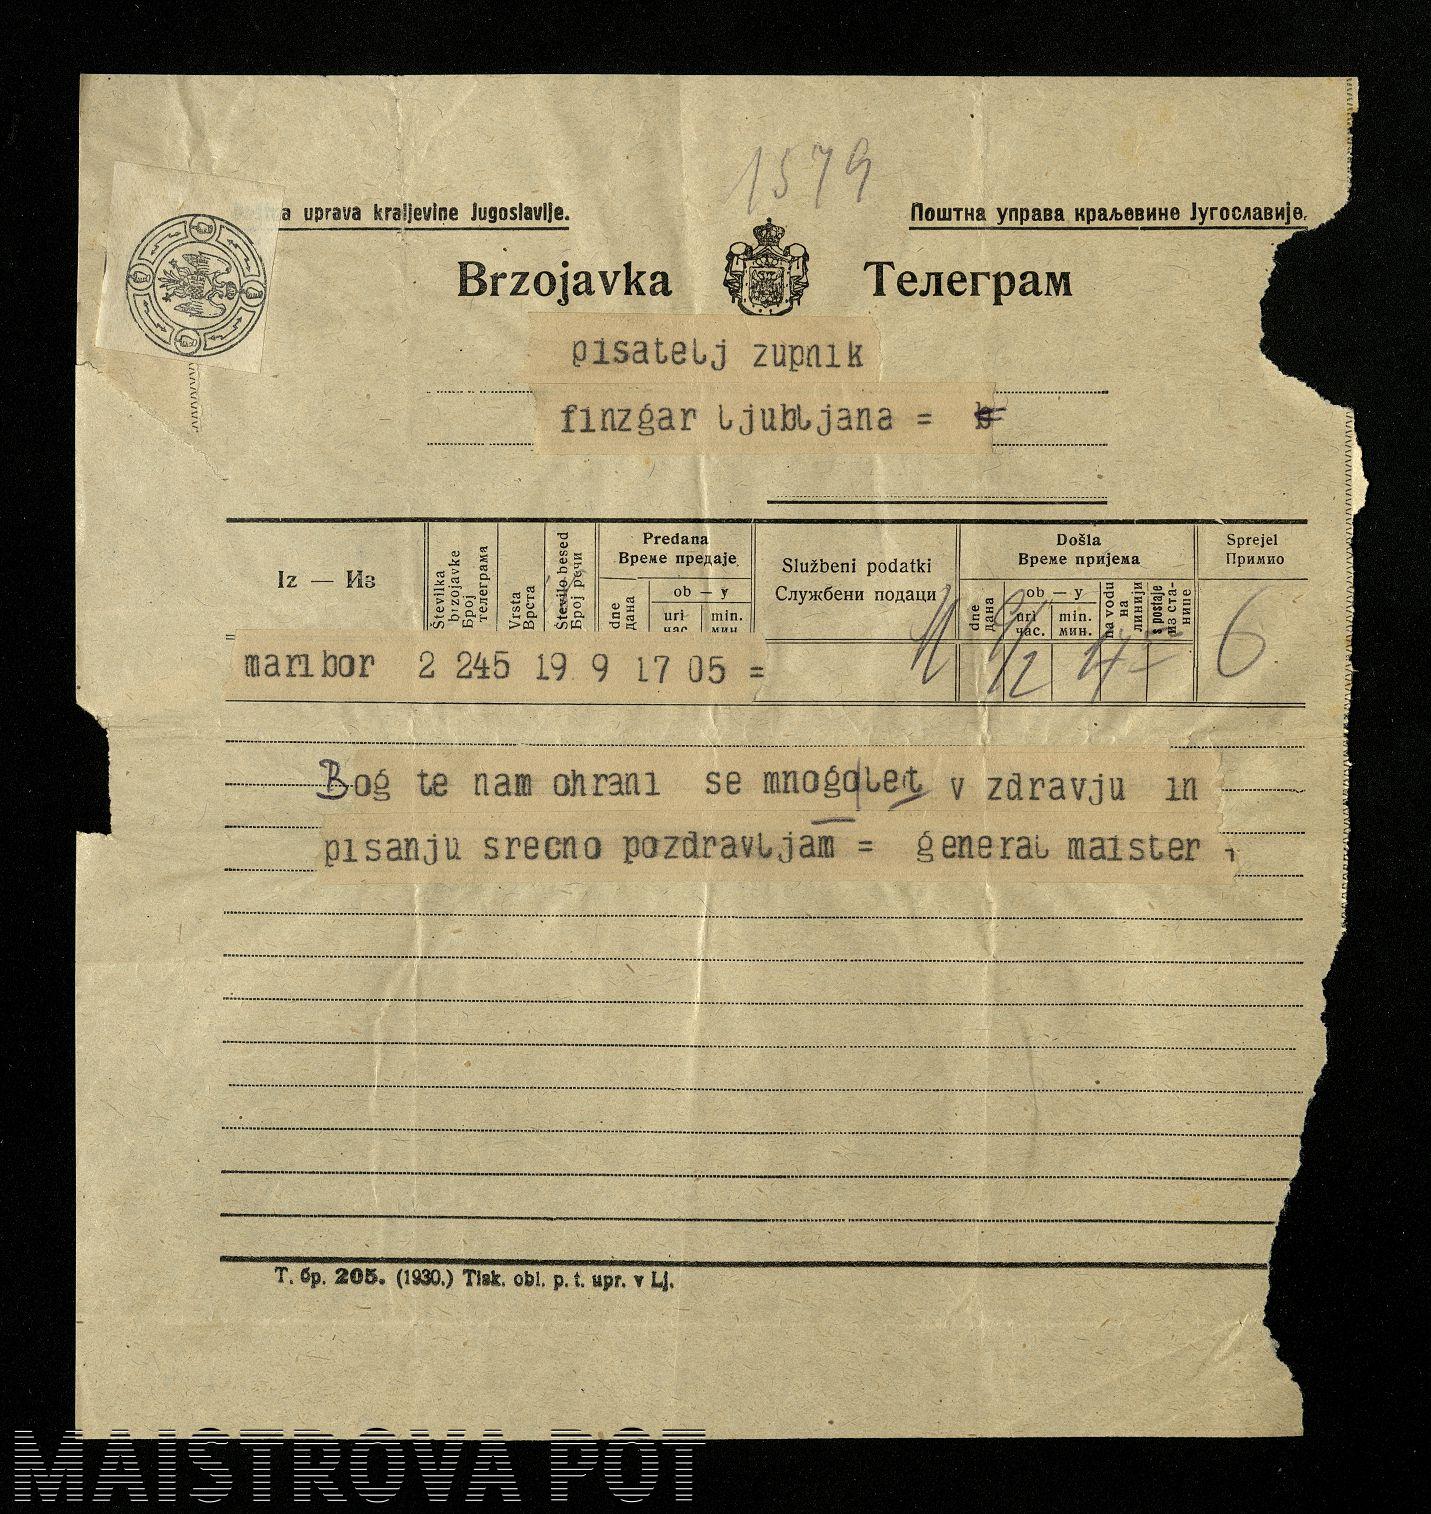 1579
a uprava kraljevine Jugoslavije.
Поштна управа краљевине Југославије.
Brzojavka Телеграм
pisatelj zupnik
finzgar ljubljana =
Iz — Из
Številka brzojavke
Број телеграма
Vrsta
Врста
Število besed
Број речи
Predana
Време предаје
dne
дана
ob — у
uri
час.
min.
мин.
Službeni podatki
Службени подаци
Došla
Време пријема
dne
дана
ob — у
uri
час.
min.
мин.
na vodu
на линији
s postaje
из станице
Sprejel
Примио
=
maribor 2 245 19 9 17 05 =
6
Bog te nam ohrani se mnogo let v zdravju in
pisanju srecno pozdravljam = general maister
Т. бр. 205. (1930.) Tisk. obl. p. t. upr. v Lj.
MAISTROVA POT